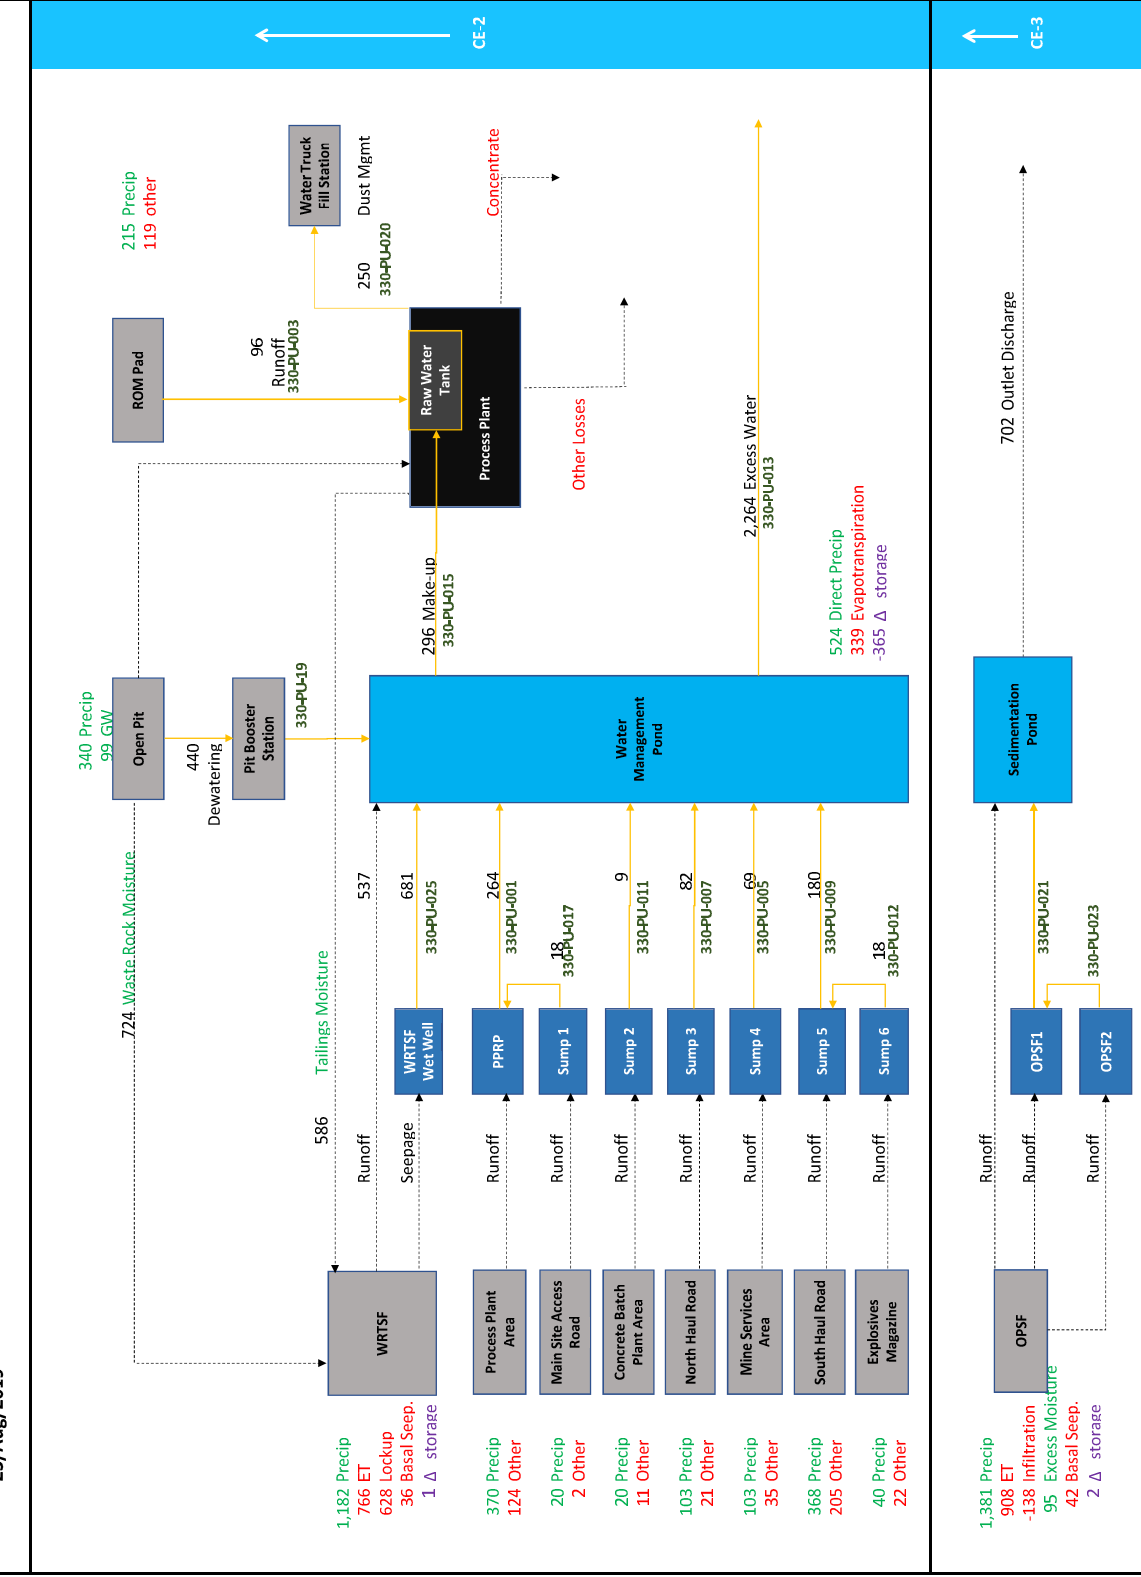 CE-2
1,182 Precip
766 ET
628 Lockup
36 Basal Seep.
1 Δ storage
370 Precip
124 Other
20 Precip
2 Other
20 Precip
11 Other
103 Precip
21 Other
103 Precip
35 Other
368 Precip
205 Other
40 Precip
22 Other
WRTSF
Process Plant
Area
Main Site Access
Road
Concrete Batch
Plant Area
North Haul Road
Mine Services
Area
South Haul Road
Explosives
Magazine
724 Waste Rock Moisture
586
Tailings Moisture
Runoff
537
Seepage
Runoff
Runoff
Runoff
Runoff
Runoff
Runoff
Runoff
WRTSF
Wet Well
PPRP
Sump 1
Sump 2
Sump 3
Sump 4
Sump 5
Sump 6
681
330-PU-025
264
330-PU-001
18
330-PU-017
9
330-PU-011
82
330-PU-007
69
330-PU-005
180
330-PU-009
18
330-PU-012
340 Precip
99 GW
Open Pit
440
Dewatering
Pit Booster
Station
330-PU-19
Water
Management
Pond
296 Make-up
330-PU-015
524 Direct Precip
339 Evapotranspiration
-365 Δ storage
2,264 Excess Water
330-PU-013
ROM Pad
215 Precip
119 other
96
Runoff
330-PU-003
Raw Water
Tank
Process Plant
Other Losses
250
330-PU-020
Water Truck
Fill Station
Dust Mgmt
Concentrate
CE-3
1,381 Precip
908 ET
-138 Infiltration
95 Excess Moisture
42 Basal Seep.
2 Δ storage
OPSF
Runoff
Runoff
Runoff
OPSF1
OPSF2
330-PU-021
330-PU-023
Sedimentation
Pond
702 Outlet Discharge